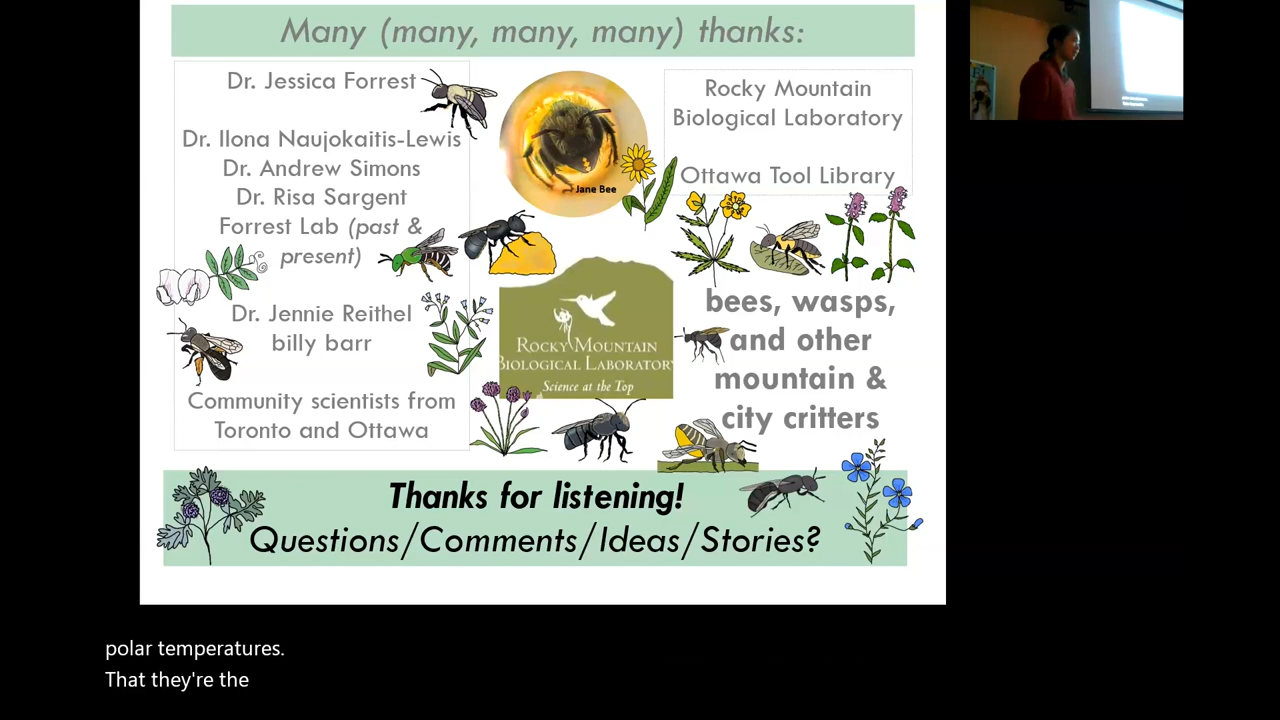 Many (many, many, many) thanks:
Dr. Jessica Forrest
Dr. Ilona Naujokaitis-Lewis
Dr. Andrew Simons
Dr. Risa Sargent
Forrest Lab (past &
present)
Dr. Jennie Reithel
billy barr
Community scientists from
Toronto and Ottawa
Jane Bee
ROCKY MOUNTAIN
BIOLOGICAL LABORATORY
Science at the Top
Rocky Mountain
Biological Laboratory
Ottawa Tool Library
bees, wasps,
and other
mountain &
city critters
Thanks for listening!
Questions/Comments/Ideas/Stories?
polar temperatures.
That they're the